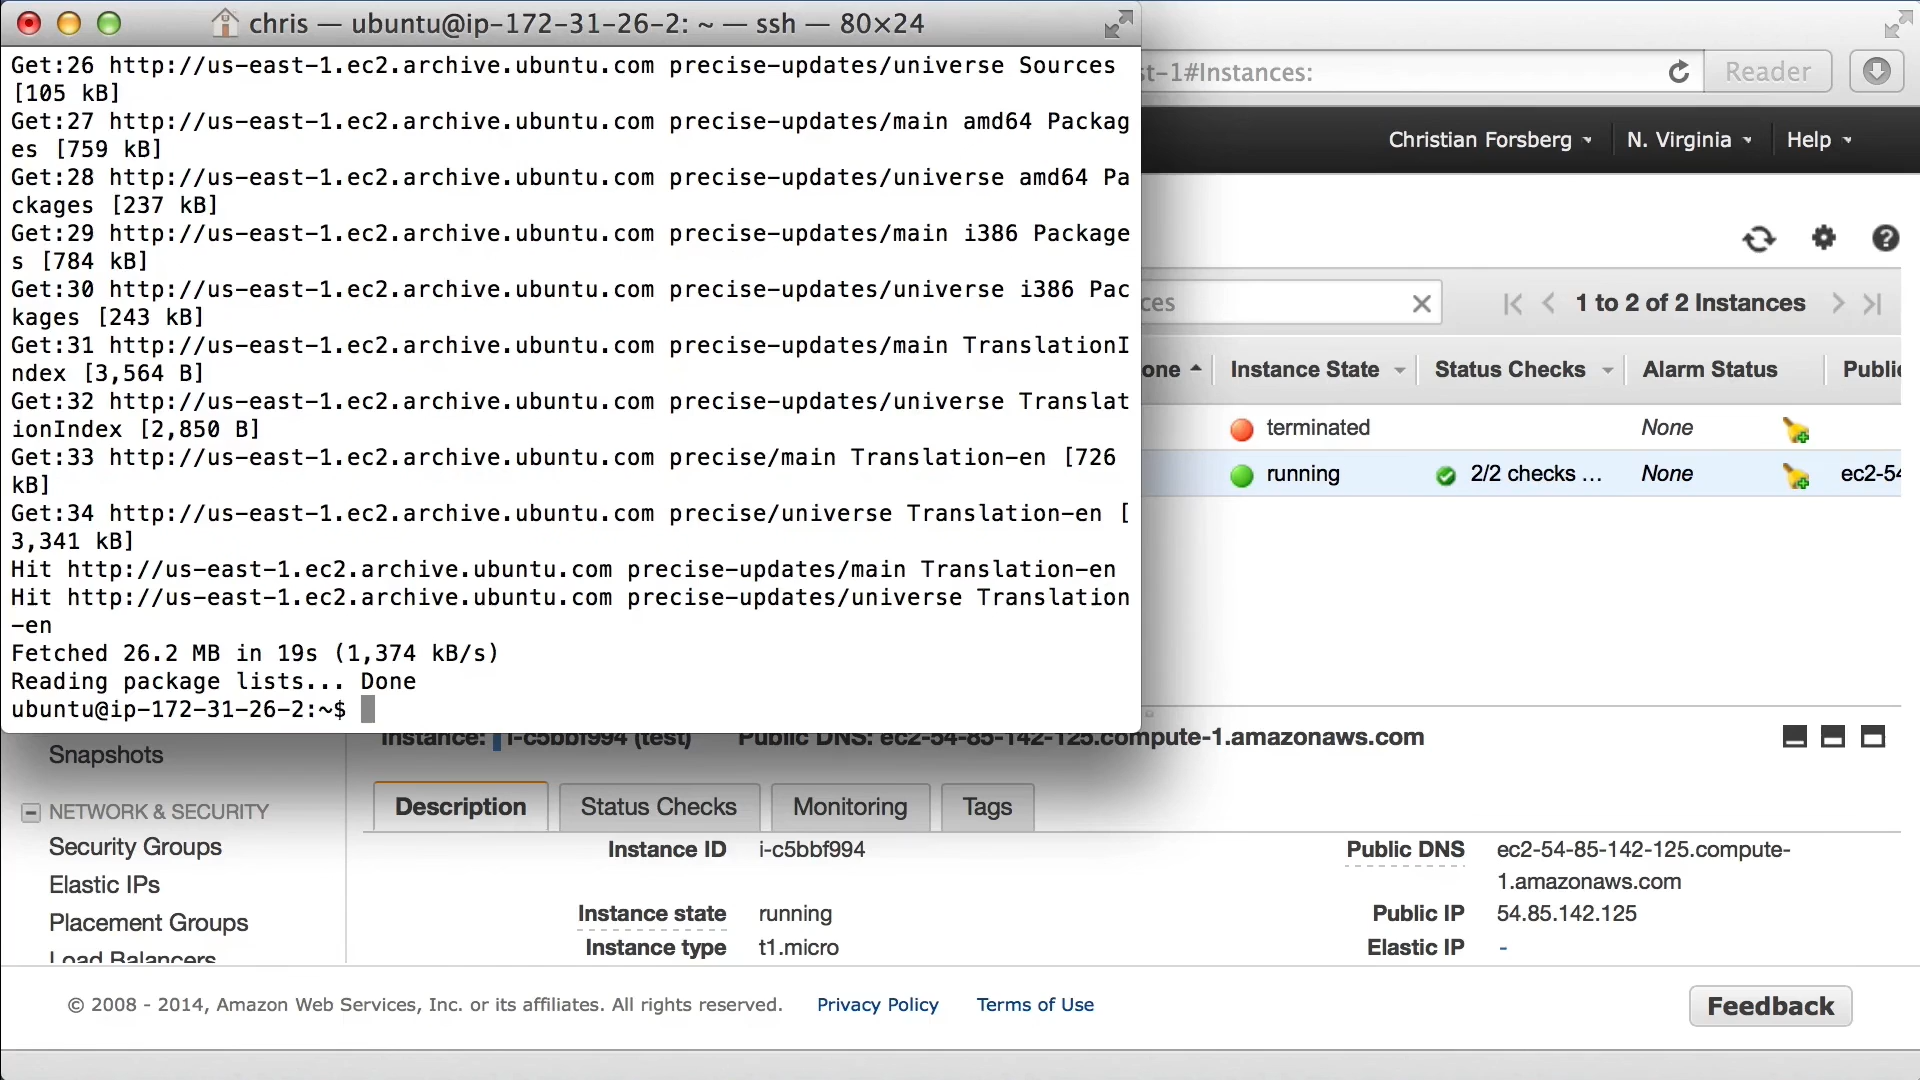 chris — ubuntu@ip-172-31-26-2: ~ — ssh — 80×24
Get:26 http://us-east-1.ec2.archive.ubuntu.com precise-updates/universe Sources
[105 kB]
Get:27 http://us-east-1.ec2.archive.ubuntu.com precise-updates/main amd64 Packag
es [759 kB]
Get:28 http://us-east-1.ec2.archive.ubuntu.com precise-updates/universe amd64 Pa
ckages [237 kB]
Get:29 http://us-east-1.ec2.archive.ubuntu.com precise-updates/main i386 Package
s [784 kB]
Get:30 http://us-east-1.ec2.archive.ubuntu.com precise-updates/universe i386 Pac
kages [243 kB]
Get:31 http://us-east-1.ec2.archive.ubuntu.com precise-updates/main TranslationI
ndex [3,564 B]
Get:32 http://us-east-1.ec2.archive.ubuntu.com precise-updates/universe Translat
ionIndex [2,850 B]
Get:33 http://us-east-1.ec2.archive.ubuntu.com precise/main Translation-en [726
kB]
Get:34 http://us-east-1.ec2.archive.ubuntu.com precise/universe Translation-en [
3,341 kB]
Hit http://us-east-1.ec2.archive.ubuntu.com precise-updates/main Translation-en
Hit http://us-east-1.ec2.archive.ubuntu.com precise-updates/universe Translation
-en
Fetched 26.2 MB in 19s (1,374 kB/s)
Reading package lists... Done
ubuntu@ip-172-31-26-2:~$
t-1#Instances: Reader
Christian Forsberg N. Virginia Help
ces 1 to 2 of 2 Instances
one Instance State Status Checks Alarm Status Public
terminated None
running 2/2 checks ... None ec2-54
Instance: i-c5bbf994 (test) Public DNS: ec2-54-85-142-125.compute-1.amazonaws.com
Snapshots
NETWORK & SECURITY
Security Groups
Elastic IPs
Placement Groups
Load Balancers
Description Status Checks Monitoring Tags
Instance ID i-c5bbf994 Public DNS ec2-54-85-142-125.compute-
1.amazonaws.com
Instance state running Public IP 54.85.142.125
Instance type t1.micro Elastic IP -
© 2008 - 2014, Amazon Web Services, Inc. or its affiliates. All rights reserved. Privacy Policy Terms of Use Feedback